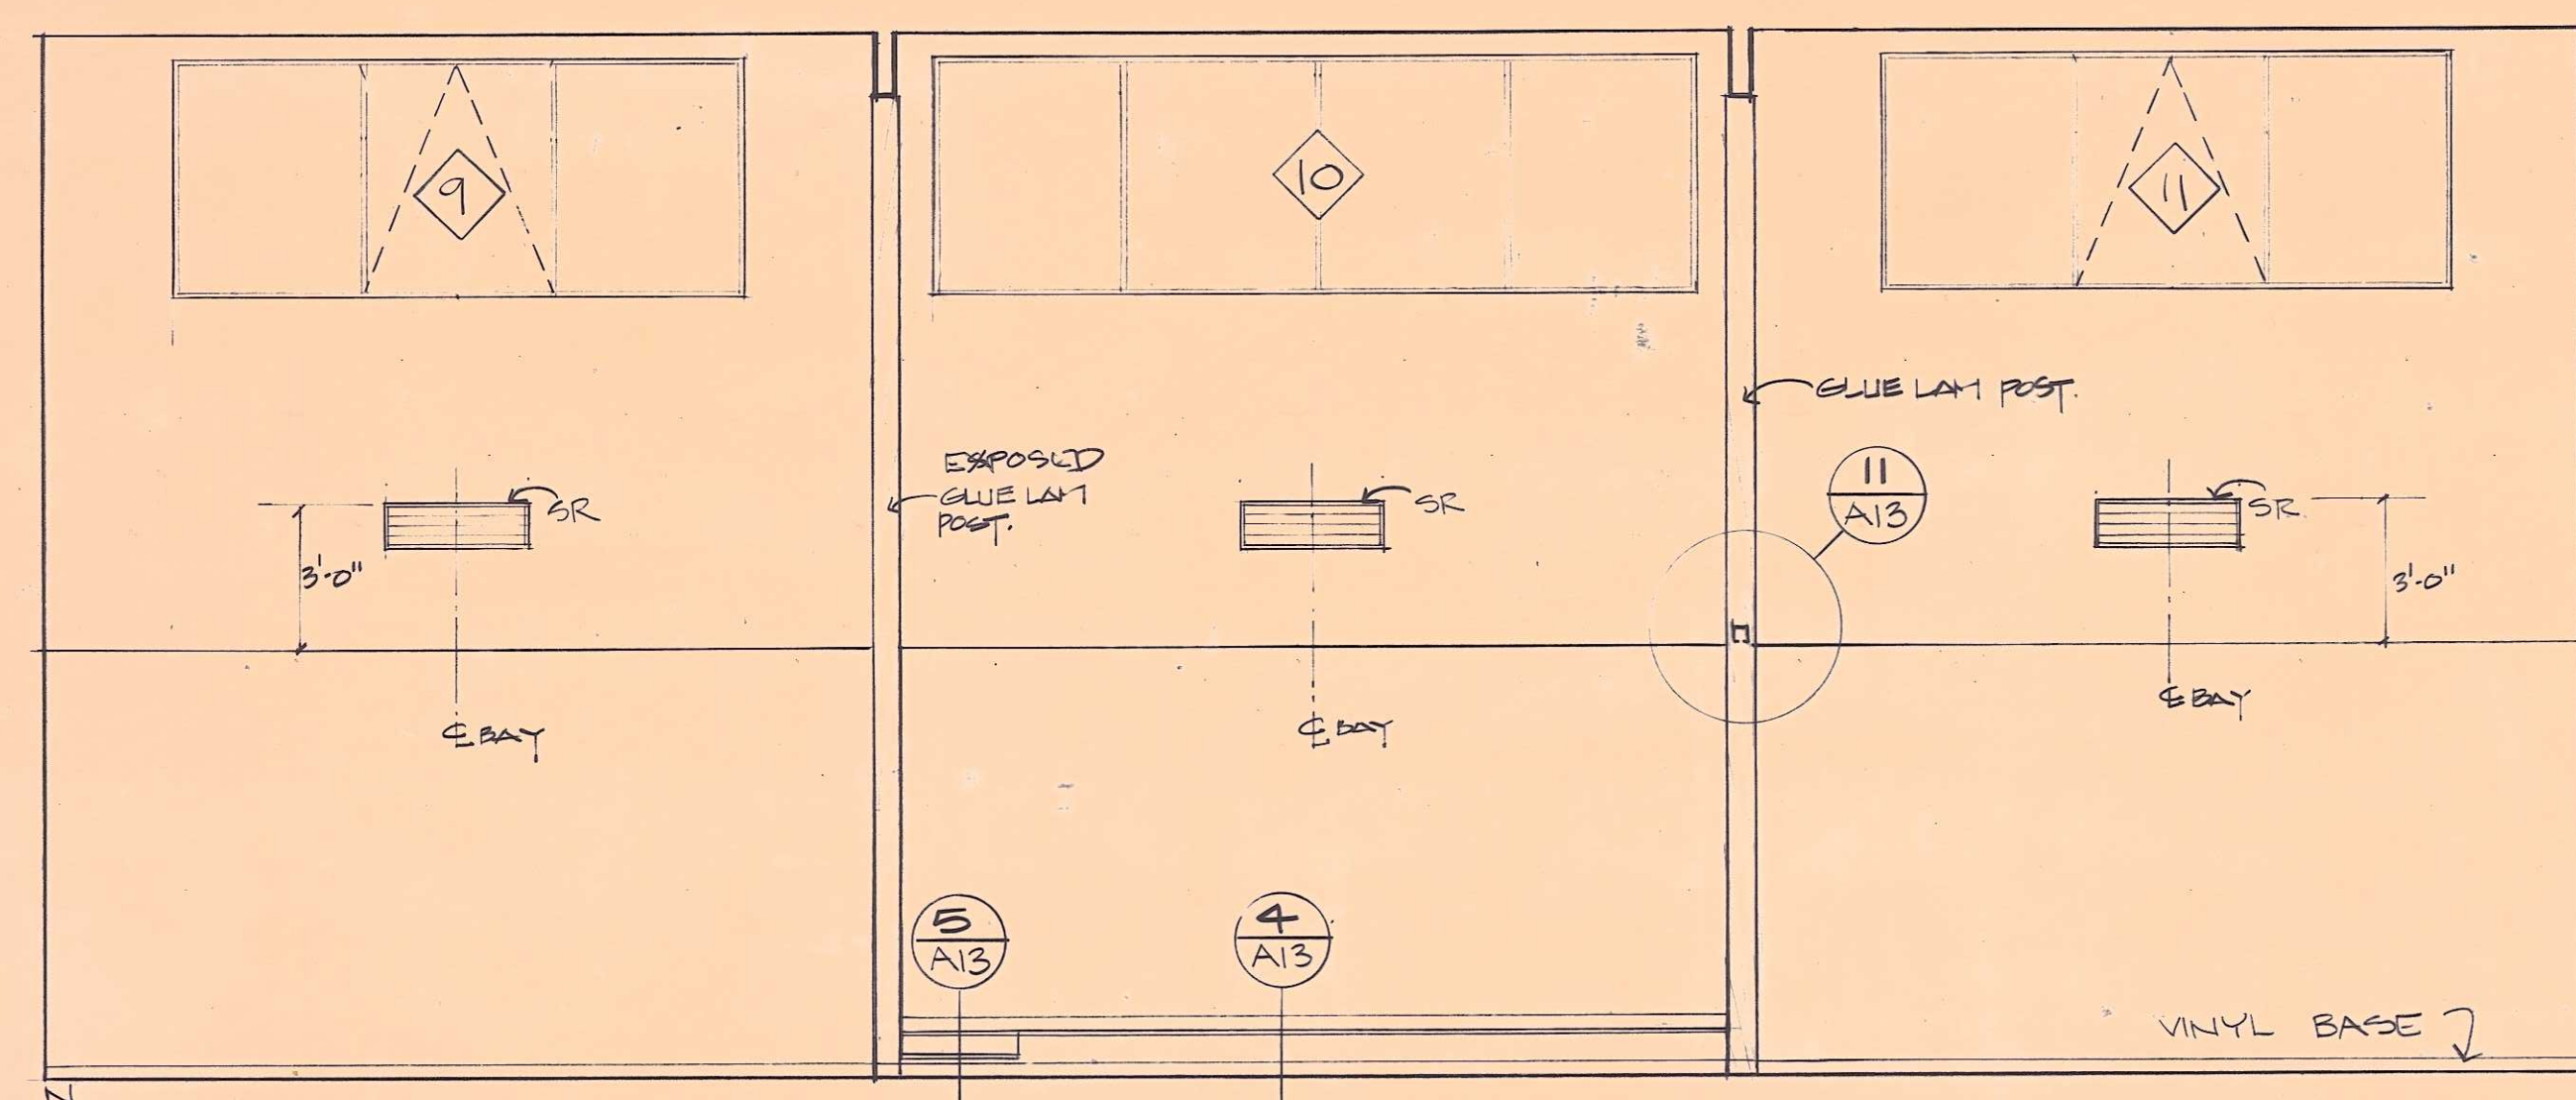 9
10
11
GLUE LAM POST.
EXPOSED
GLUE LAM
POST.
11
A13
SR
SR
SR
3'-0"
3'-0"
℄ BAY
℄ BAY
℄ BAY
5
A13
4
A13
VINYL BASE